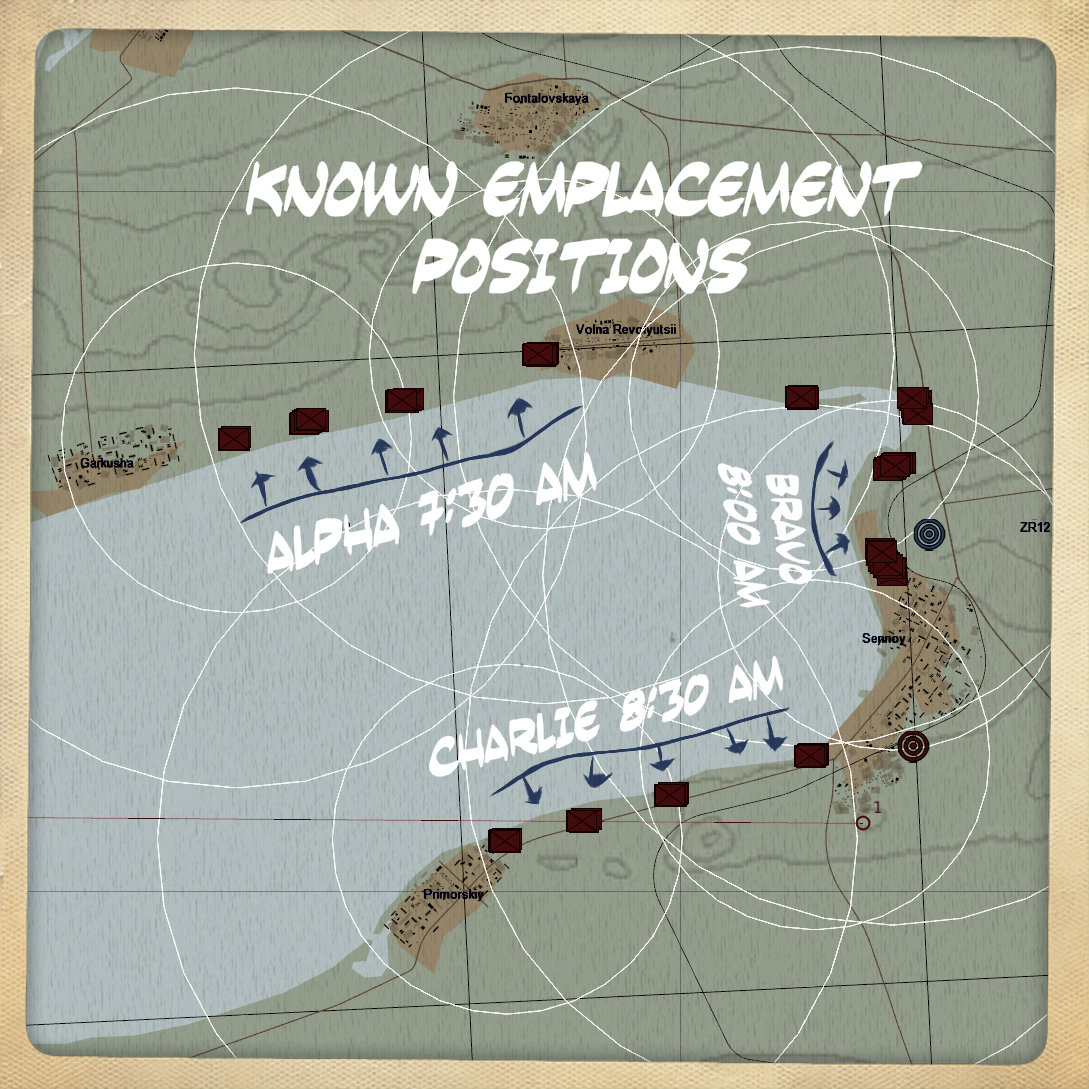 Fontalovskaya
KNOWN EMPLACEMENT
POSITIONS
Volna Revolyutsii
Garkusha
ALPHA 7:30 AM
BRAVO
8:00 AM
ZR12
Sennoy
CHARLIE 8:30 AM
1
Primorskiy